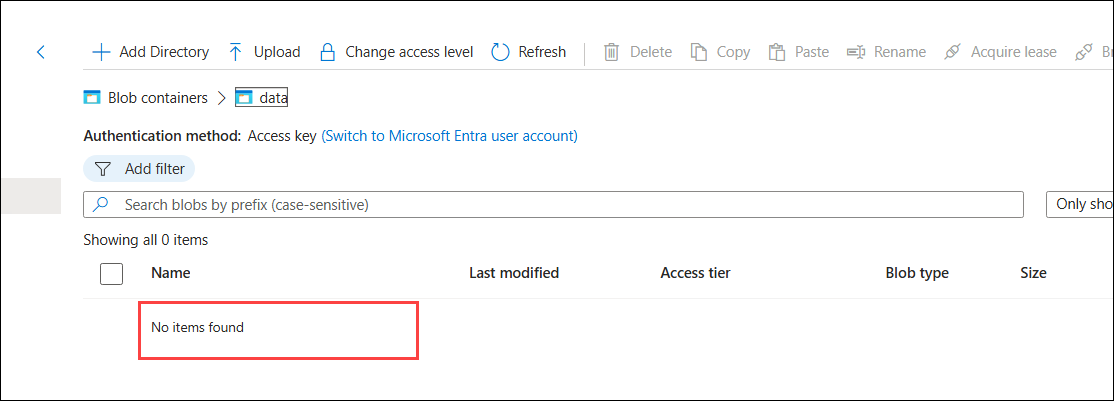 Add Directory Upload Change access level Refresh Delete Copy Paste Rename Acquire lease
Blob containers > data
Authentication method: Access key (Switch to Microsoft Entra user account)
Add filter
Search blobs by prefix (case-sensitive) Only sho
Showing all 0 items
Name Last modified Access tier Blob type Size
No items found